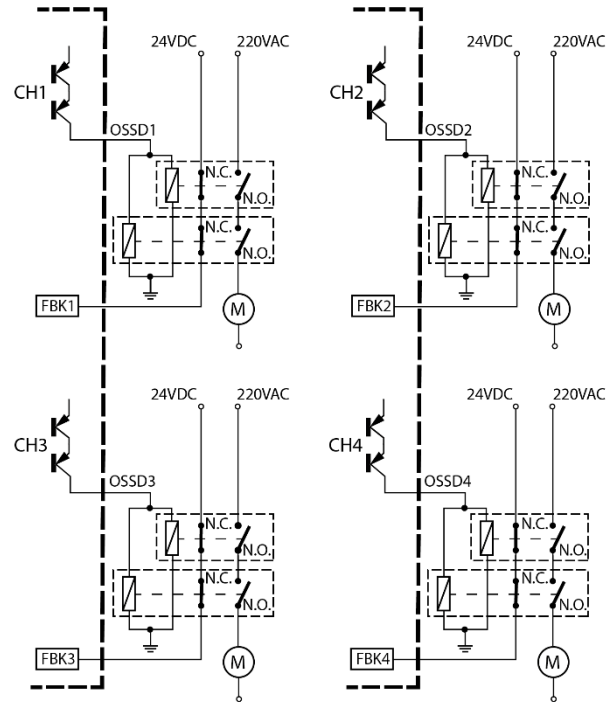 24VDC 220VAC
CH1
OSSD1
N.C.
N.O.
N.C.
N.O.
FBK1
M
24VDC 220VAC
CH2
OSSD2
N.C.
N.O.
N.C.
N.O.
FBK2
M
24VDC 220VAC
CH3
OSSD3
N.C.
N.O.
N.C.
N.O.
FBK3
M
24VDC 220VAC
CH4
OSSD4
N.C.
N.O.
N.C.
N.O.
FBK4
M